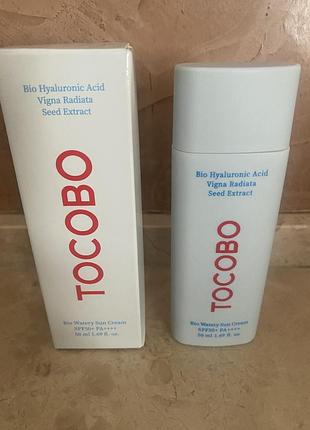 Bio Hyaluronic Acid
Vigna Radiata
Seed Extract
TOCOBO
Bio Watery Sun Cream
SPF50+ PA++++
50 ml 1.69 fl. oz.
Bio Hyaluronic Acid
Vigna Radiata
Seed Extract
TOCOBO
Bio Watery Sun Cream
SPF50+ PA++++
50 ml 1.69 fl. oz.